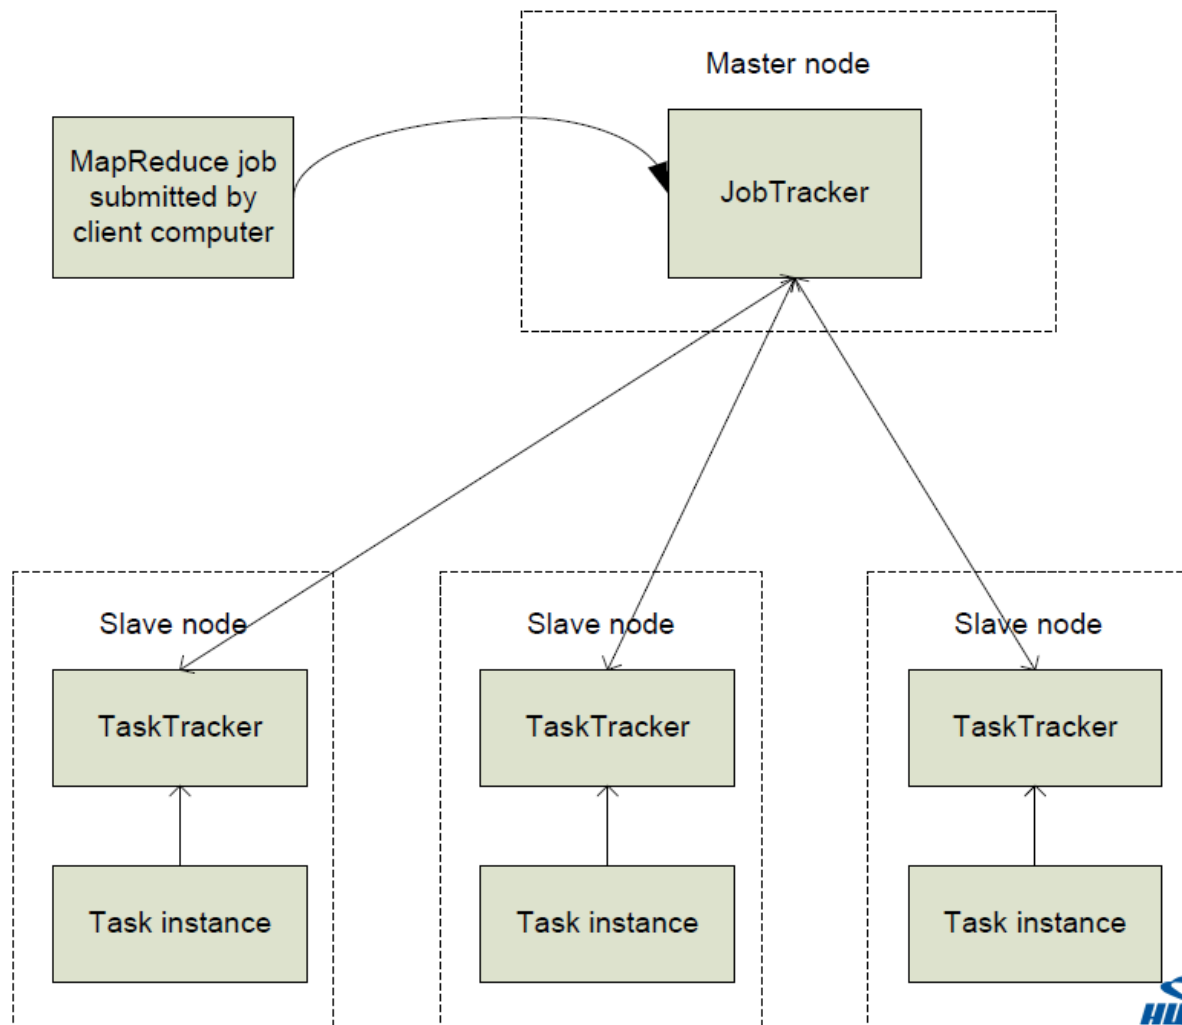 Master node
MapReduce job
submitted by
client computer
JobTracker
Slave node
Slave node
Slave node
TaskTracker
TaskTracker
TaskTracker
Task instance
Task instance
Task instance